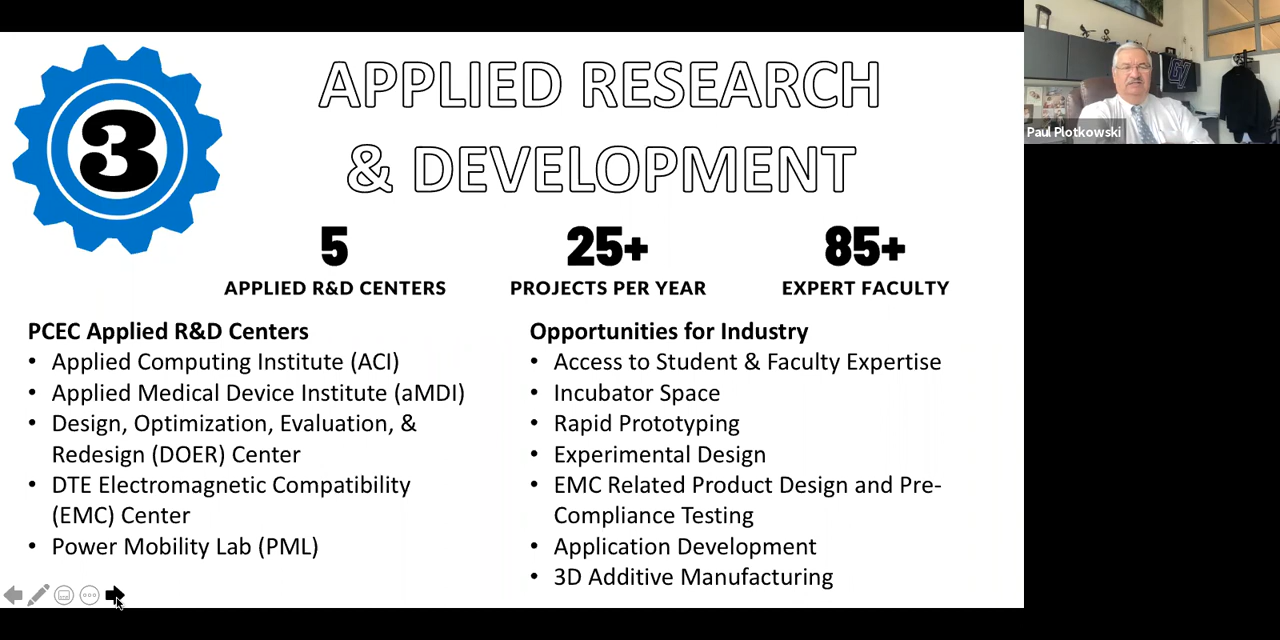 3
APPLIED RESEARCH
& DEVELOPMENT
5
APPLIED R&D CENTERS
25+
PROJECTS PER YEAR
85+
EXPERT FACULTY
PCEC Applied R&D Centers
• Applied Computing Institute (ACI)
• Applied Medical Device Institute (aMDI)
• Design, Optimization, Evaluation, &
Redesign (DOER) Center
• DTE Electromagnetic Compatibility
(EMC) Center
• Power Mobility Lab (PML)
Opportunities for Industry
• Access to Student & Faculty Expertise
• Incubator Space
• Rapid Prototyping
• Experimental Design
• EMC Related Product Design and Pre-
Compliance Testing
• Application Development
• 3D Additive Manufacturing
Paul Plotkowski
GV